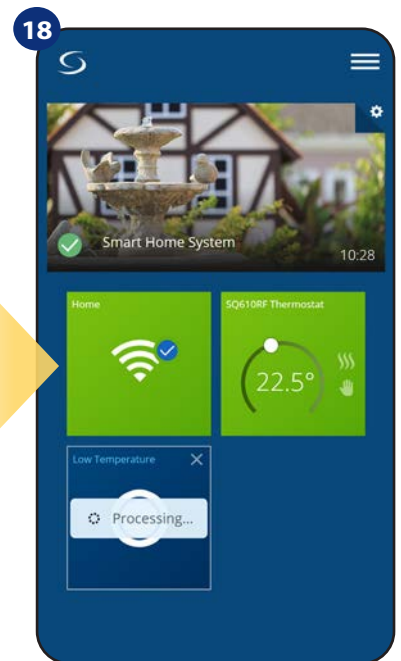 18
Smart Home System
10:28
Home
SQ610RF Thermostat
22.5°
Low Temperature
Processing...